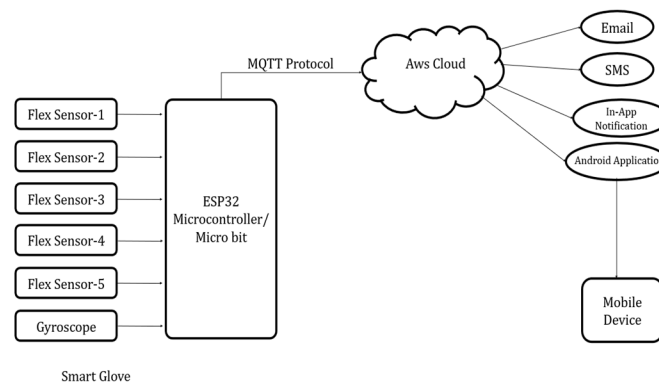 Email
MQTT Protocol
Aws Cloud
SMS
Flex Sensor-1
In-App
Notification
Flex Sensor-2
Android Application
Flex Sensor-3
ESP32
Microcontroller/
Micro bit
Flex Sensor-4
Flex Sensor-5
Mobile
Device
Gyroscope
Smart Glove